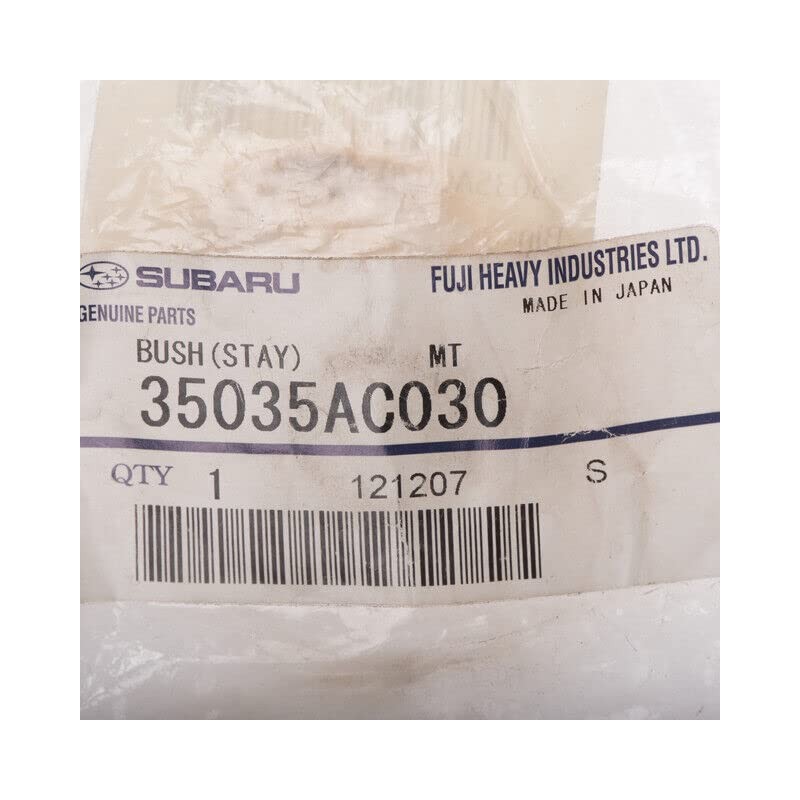 SUBARU
FUJI HEAVY INDUSTRIES LTD.
GENUINE PARTS
MADE IN JAPAN
BUSH(STAY) MT
35035AC030
QTY 1 121207 S